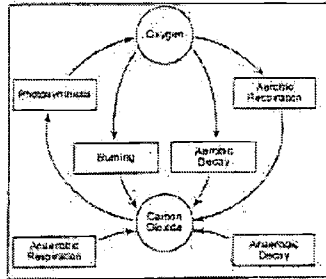 Oxygen
Photosynthesis
Aerobic
Respiration
Burning
Aerobic
Decay
Carbon
Dioxide
Anaerobic
Respiration
Anaerobic
Decay